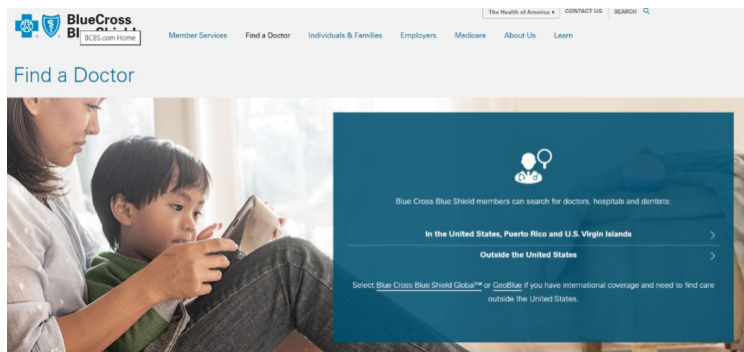 The Health of America
CONTACT US
SEARCH
BlueCross
BCBS.com Home
Member Services
Find a Doctor
Individuals & Families
Employers
Medicare
About Us
Learn
Find a Doctor
Blue Cross Blue Shield members can search for doctors, hospitals and dentists:
In the United States, Puerto Rico and U.S. Virgin Islands
Outside the United States
Select Blue Cross Blue Shield Global™ or GeoBlue if you have international coverage and need to find care
outside the United States.